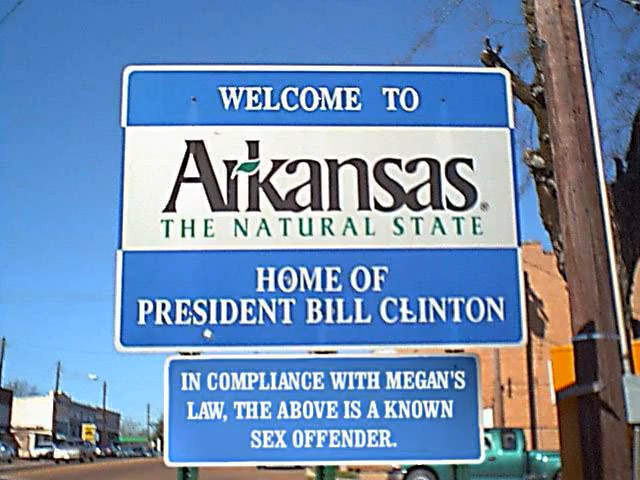 WELCOME TO
Arkansas®
THE NATURAL STATE
HOME OF
PRESIDENT BILL CLINTON
IN COMPLIANCE WITH MEGAN'S
LAW, THE ABOVE IS A KNOWN
SEX OFFENDER.